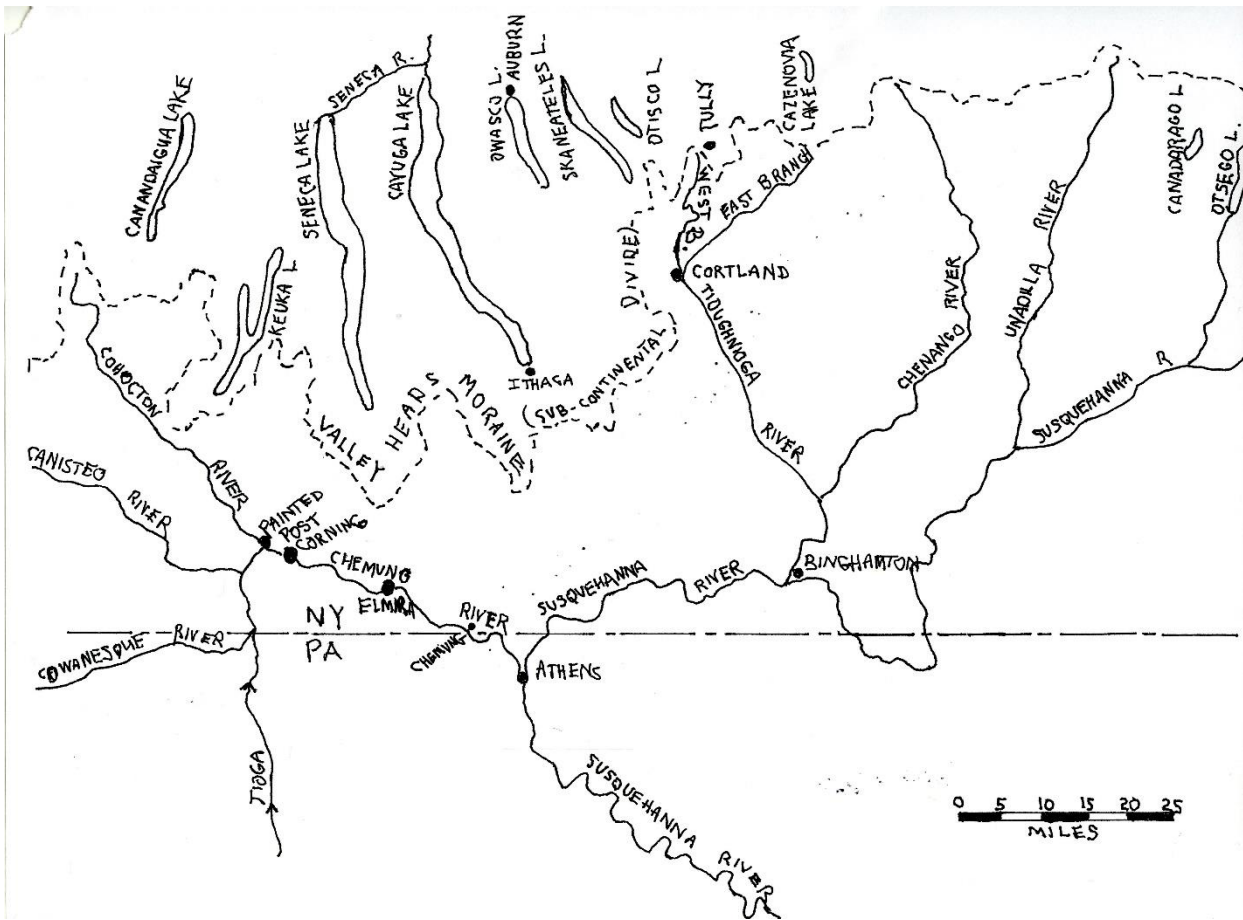 CANANDAIGUA LAKE
SENECA R.
SENECA LAKE
CAYUGA LAKE
OWASCO L.
AUBURN
SKANEATELES L.
OTISCO L
TULLY
CAZENOVIA
LAKE
WEST B.
EAST BRANCH
CANADARAGO L
OTSEGO L.
KEUKA L
COHOCTON
RIVER
CANISTEO
RIVER
VALLEY
HEADS
MORAINE
(SUB-CONTINENTAL
DIVIDE)
ITHACA
CORTLAND
TIOUGHNIOGA
RIVER
CHENANGO
RIVER
UNADILLA
RIVER
SUSQUEHANNA R
PAINTED
POST
CORNING
CHEMUNG
RIVER
ELMIRA
CHEMUNG
SUSQUEHANNA
RIVER
BINGHAMTON
NY
PA
COWANESQUE RIVER
ATHENS
TIOGA
SUSQUEHANNA
RIVER
0 5 10 15 20 25
MILES